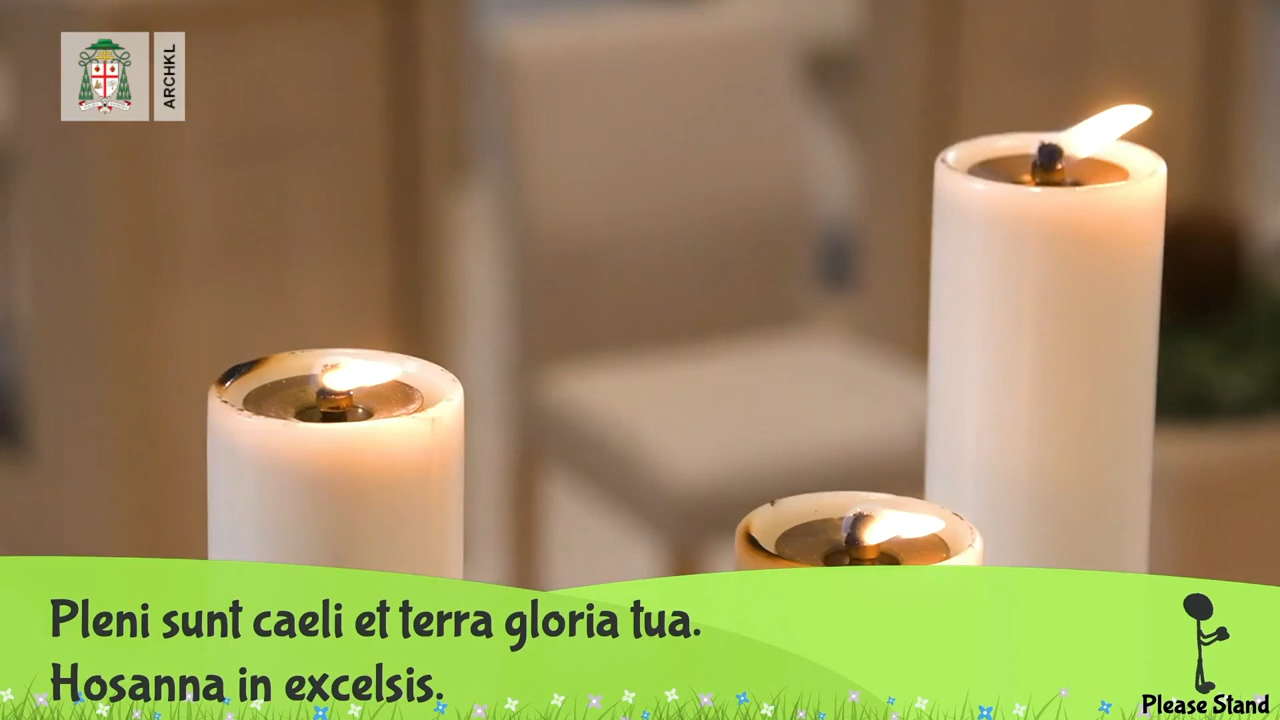 ARCHKL
Pleni sunt caeli et terra gloria tua.
Hosanna in excelsis.
Please Stand